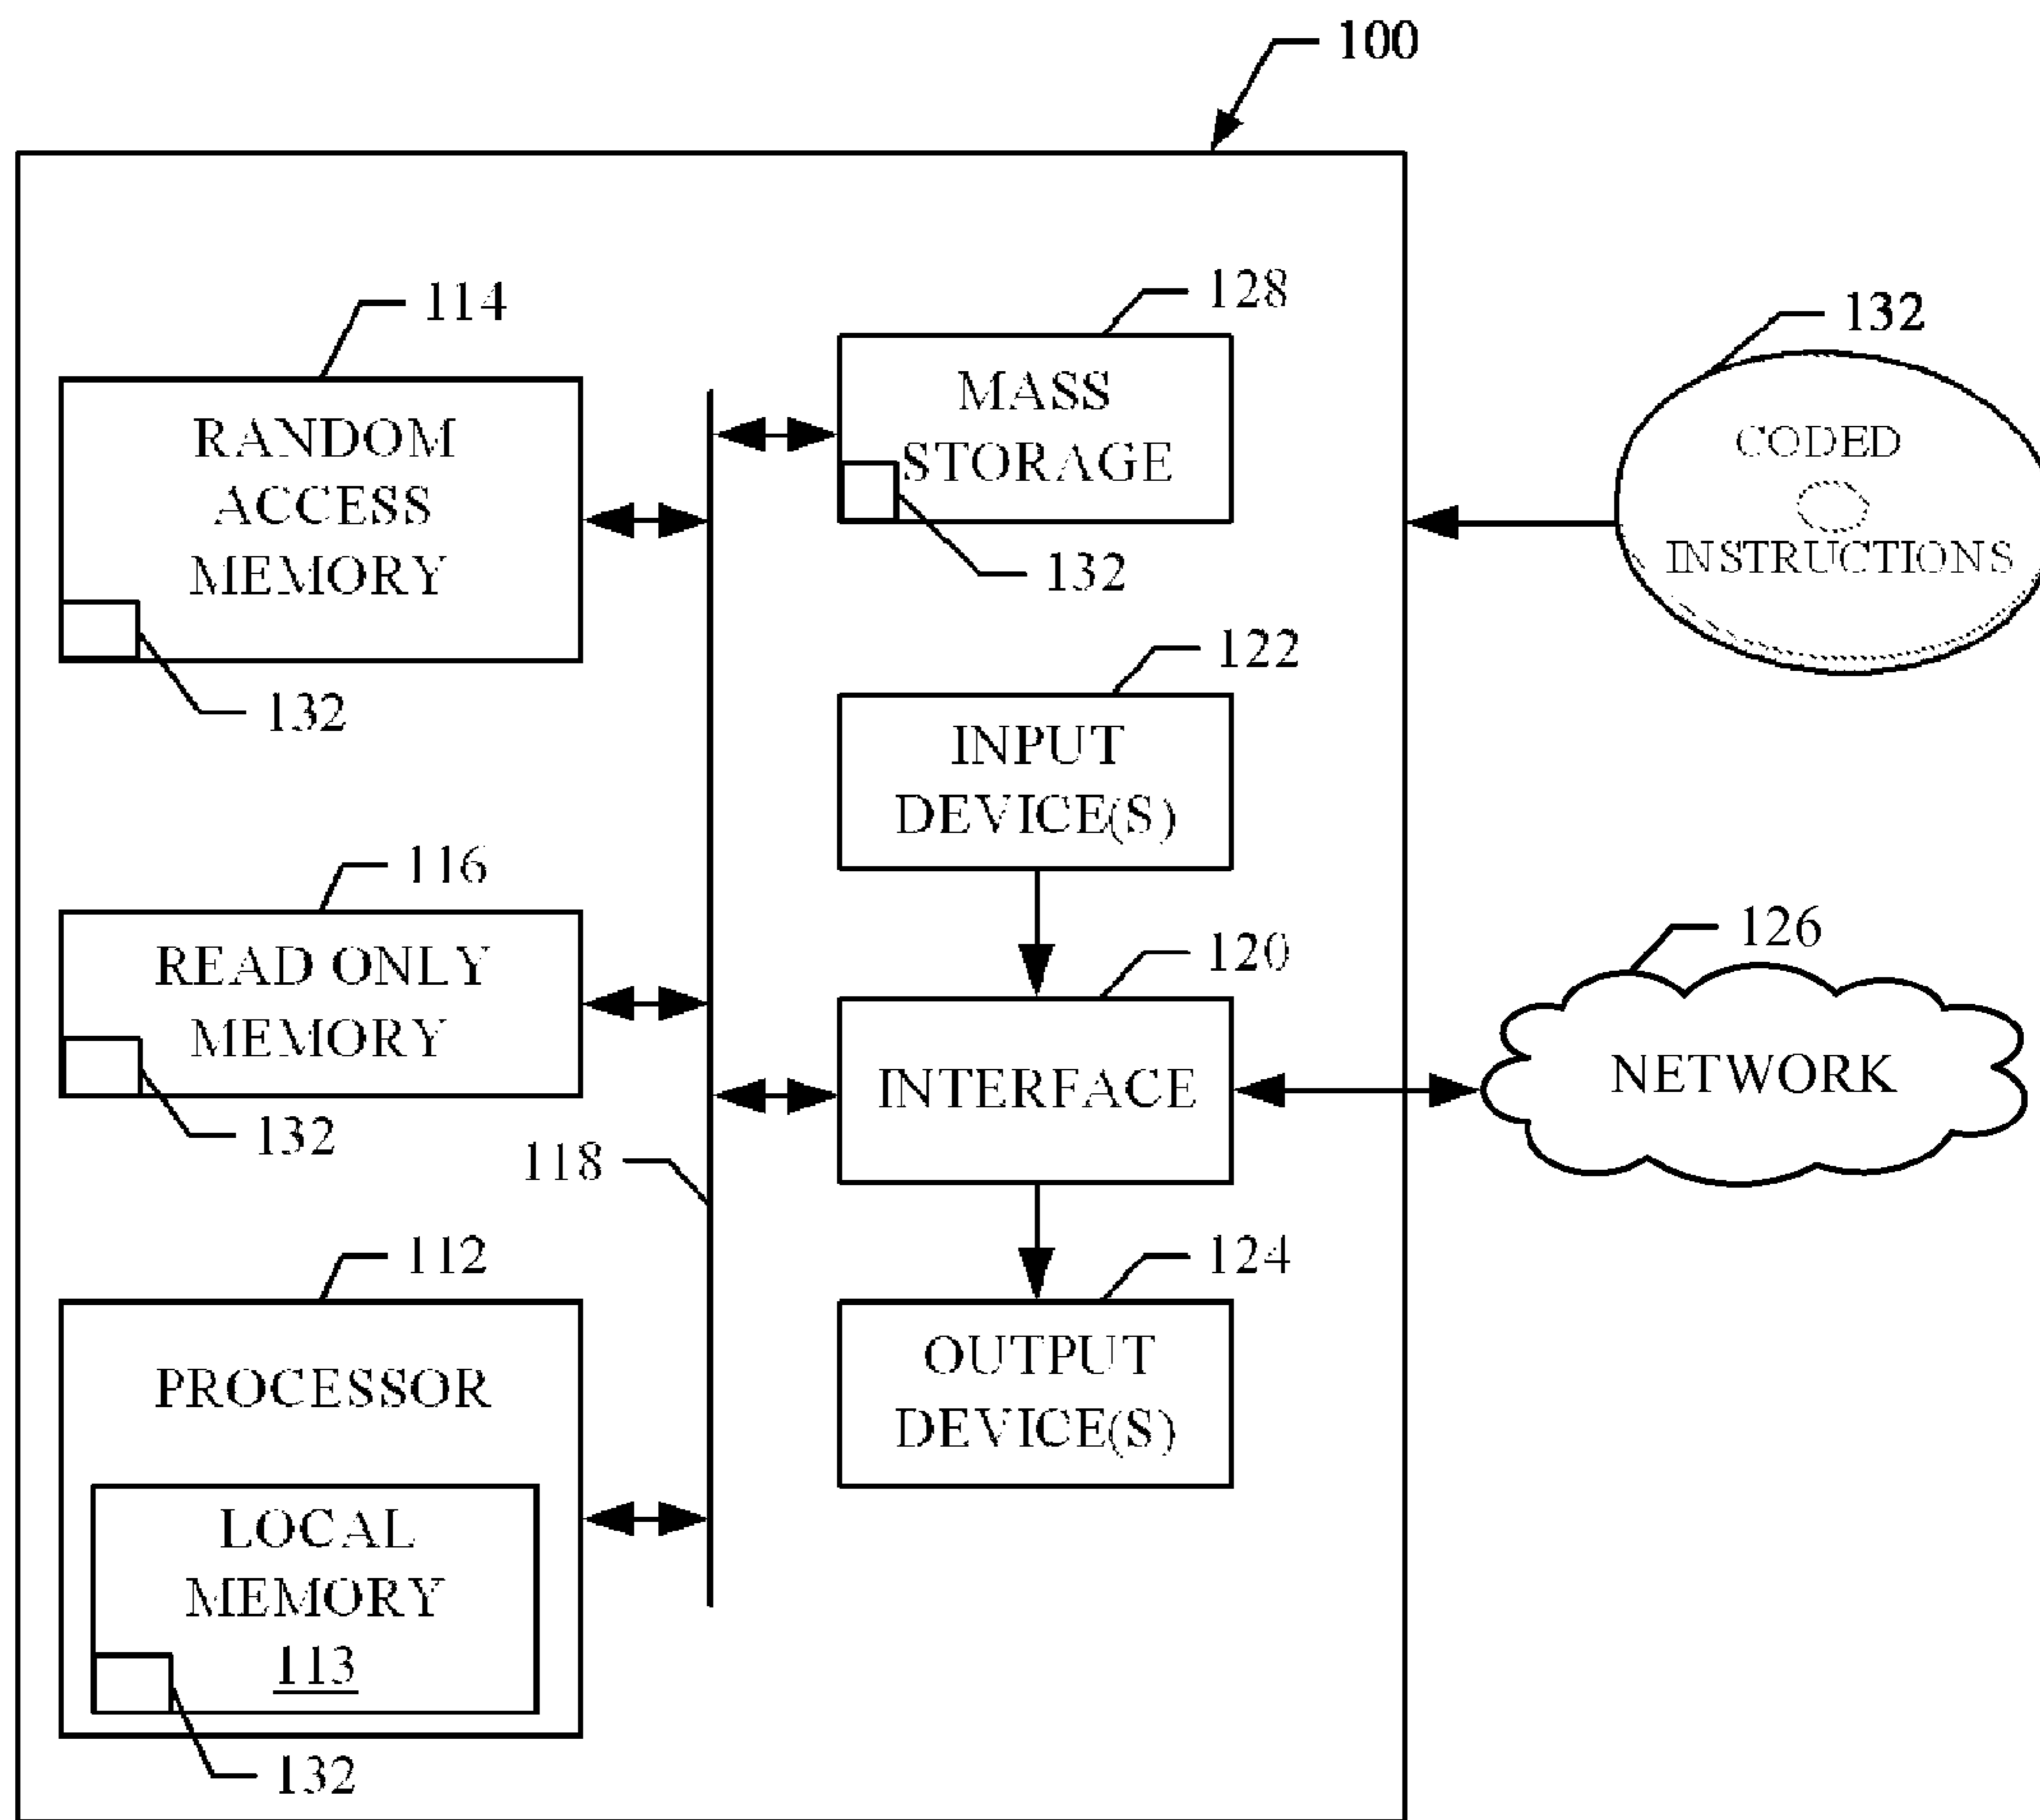 100
114
RANDOM
ACCESS
MEMORY
132
128
MASS
STORAGE
132
132
CODED
INSTRUCTIONS
122
INPUT
DEVICE(S)
116
READ ONLY
MEMORY
132
118
120
INTERFACE
126
NETWORK
112
PROCESSOR
LOCAL
MEMORY
113
132
124
OUTPUT
DEVICE(S)